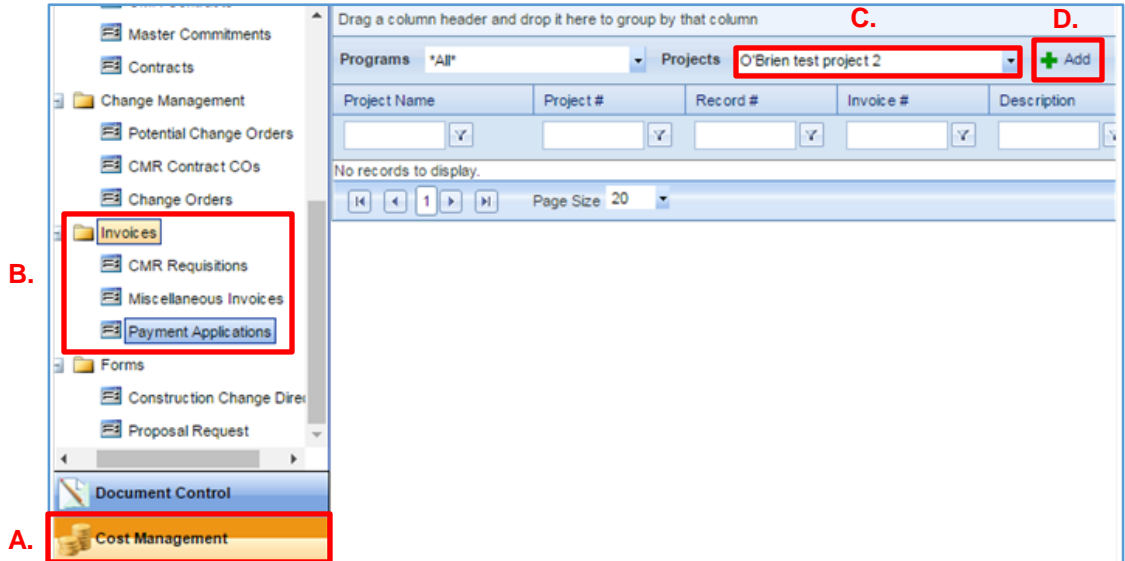 Master Commitments
Contracts
Change Management
Potential Change Orders
CMR Contract COs
Change Orders
B.
Invoices
CMR Requisitions
Miscellaneous Invoices
Payment Applications
Forms
Construction Change Dire
Proposal Request
Document Control
A.
Cost Management
Drag a column header and drop it here to group by that column
C.
D.
Programs *All* Projects O'Brien test project 2 Add
Project Name Project # Record # Invoice # Description
No records to display.
1 Page Size 20